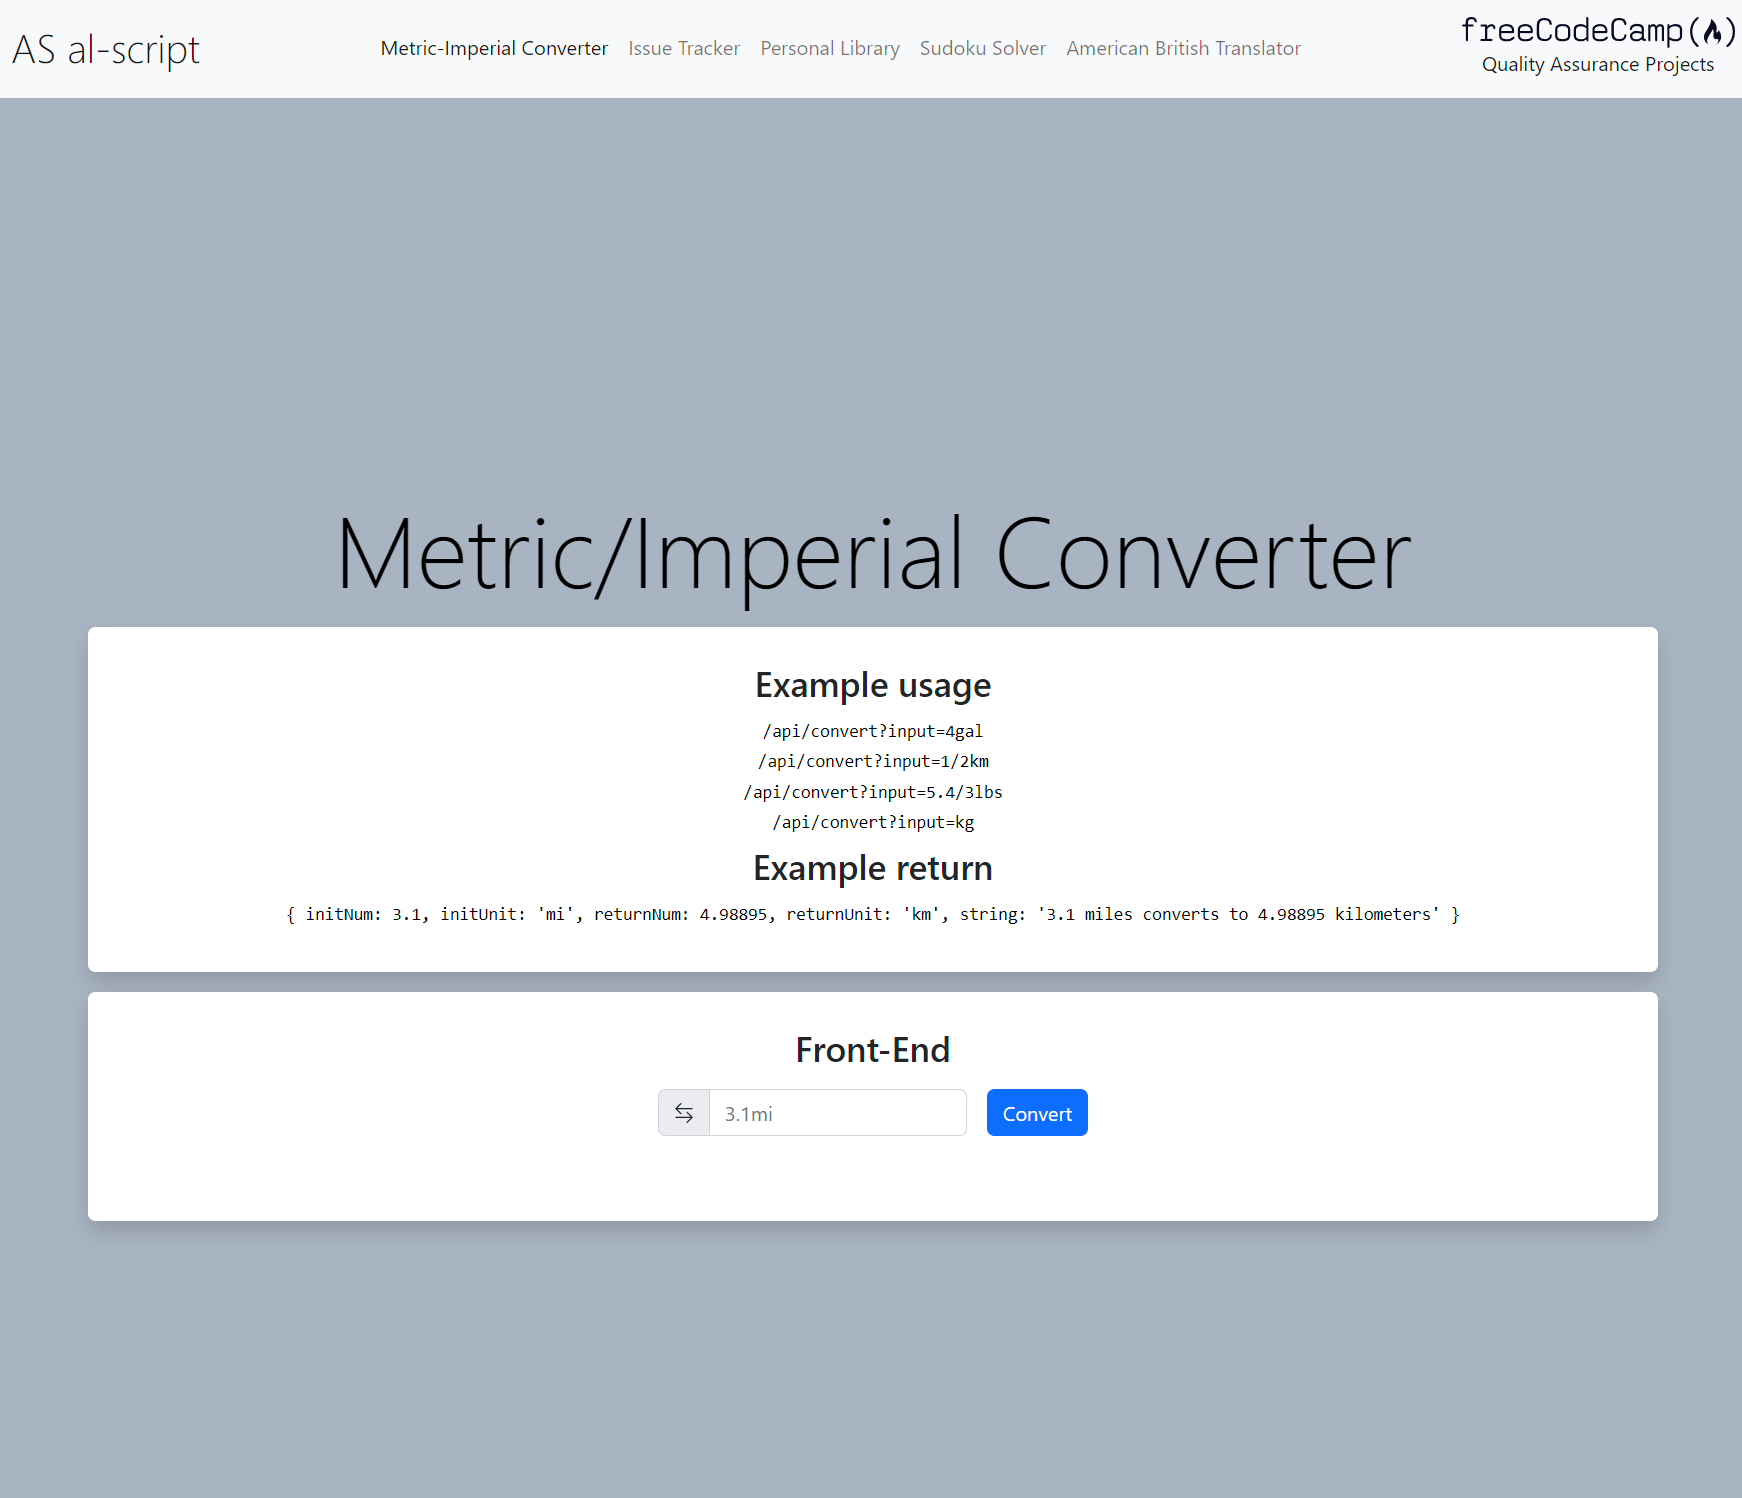 AS al-script
Metric-Imperial Converter Issue Tracker Personal Library Sudoku Solver American British Translator
freeCodeCamp(🔥)
Quality Assurance Projects
Metric/Imperial Converter
Example usage
/api/convert?input=4gal
/api/convert?input=1/2km
/api/convert?input=5.4/3lbs
/api/convert?input=kg
Example return
{ initNum: 3.1, initUnit: 'mi', returnNum: 4.98895, returnUnit: 'km', string: '3.1 miles converts to 4.98895 kilometers' }
Front-End
3.1mi
Convert